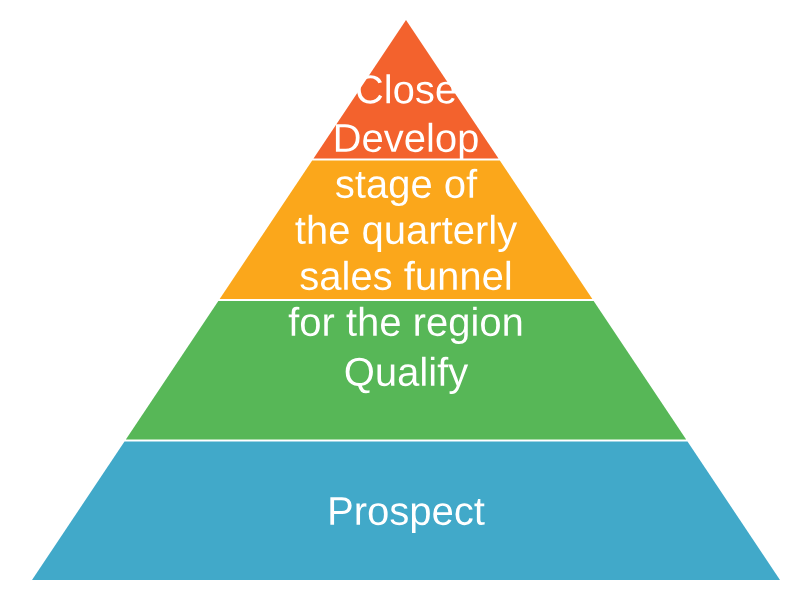 Close
Develop
stage of
the quarterly
sales funnel
for the region
Qualify
Prospect